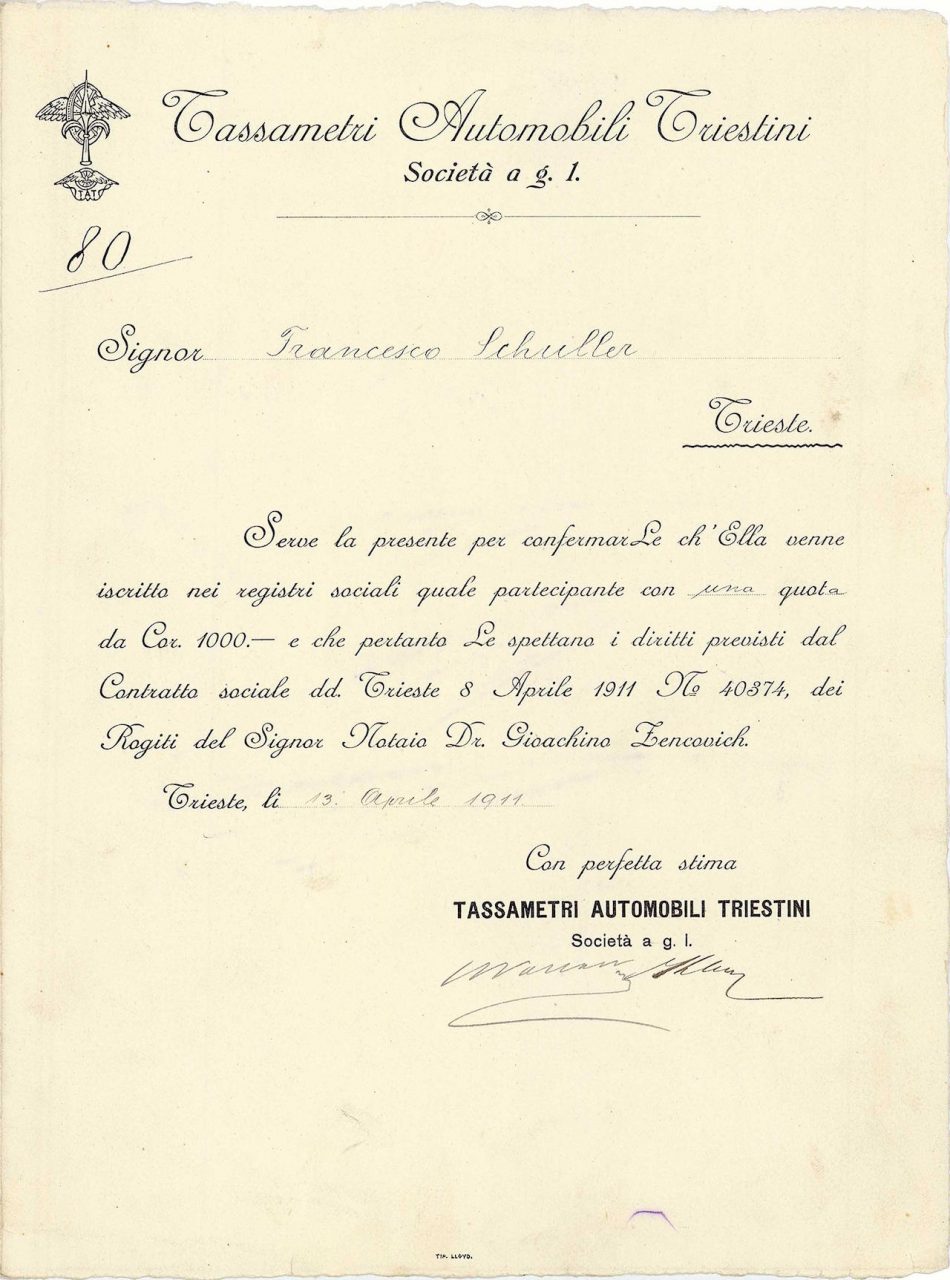 Tassametri Automobili Triestini
Società a g. l.
80
Signor Francesco Schuller
Trieste.
Serve la presente per confermarLe ch'Ella venne
iscritto nei registri sociali quale partecipante con una quota
da Cor. 1000.— e che pertanto Le spettano i diritti previsti dal
Contratto sociale dd. Trieste 8 Aprile 1911 No 40374, dei
Rogiti del Signor Notaio Dr. Gioachino Zencovich.
Trieste, li 13. Aprile 1911
Con perfetta stima
TASSAMETRI AUTOMOBILI TRIESTINI
Società a g. l.
TIP. LLOYD.